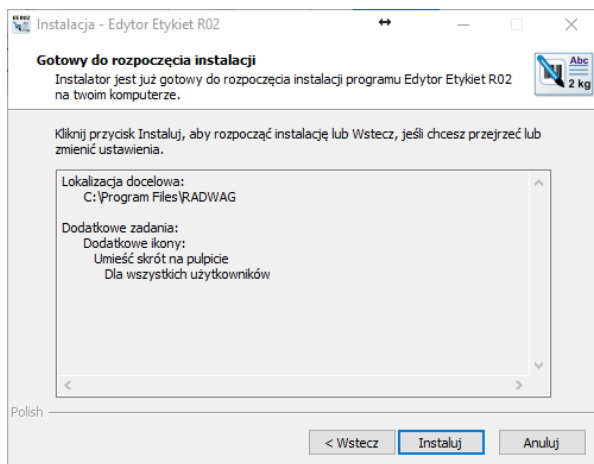 Instalacja - Edytor Etykiet R02
Gotowy do rozpoczęcia instalacji
Instalator jest już gotowy do rozpoczęcia instalacji programu Edytor Etykiet R02
na twoim komputerze.
Abc
2 kg
Kliknij przycisk Instaluj, aby rozpocząć instalację lub Wstecz, jeśli chcesz przejrzeć lub
zmienić ustawienia.
Lokalizacja docelowa:
C:\Program Files\RADWAG
Dodatkowe zadania:
Dodatkowe ikony:
Umieść skrót na pulpicie
Dla wszystkich użytkowników
Polish
< Wstecz
Instaluj
Anuluj